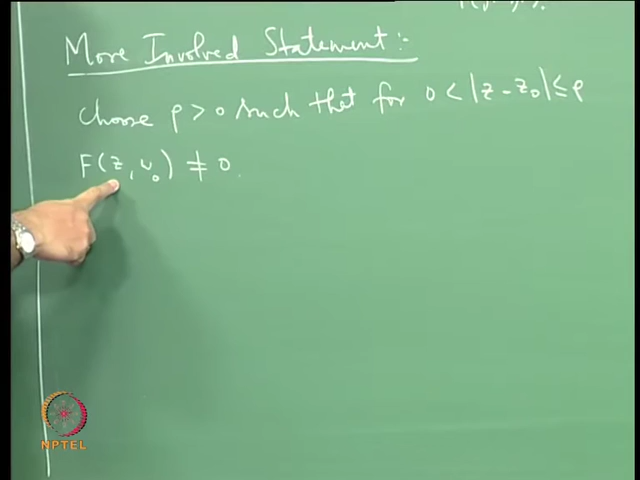 More Involved Statement :-
choose ρ > 0 such that for 0 < |z - z₀| ≤ ρ
F(z, w₀) ≠ 0.
NPTEL